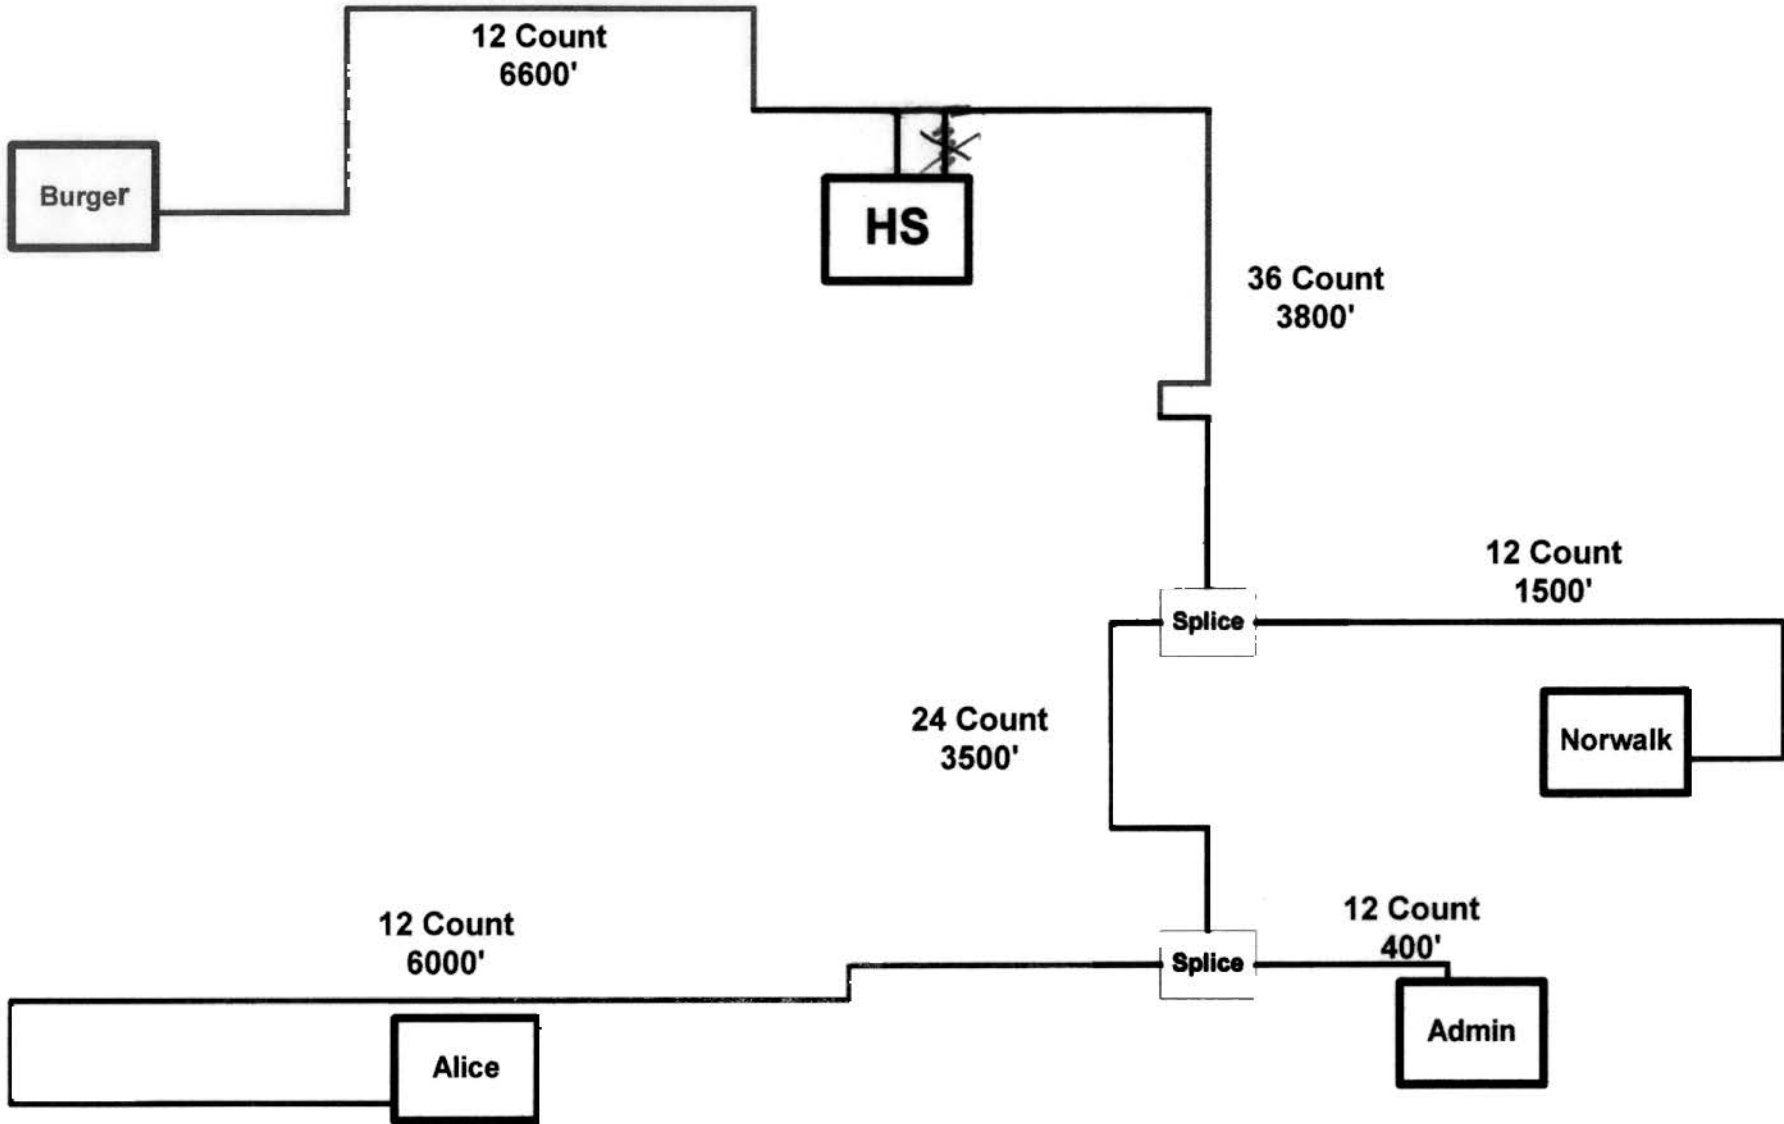 12 Count
6600'
Burger
HS
36 Count
3800'
12 Count
1500'
Splice
24 Count
3500'
Norwalk
12 Count
6000'
12 Count
400'
Splice
Admin
Alice